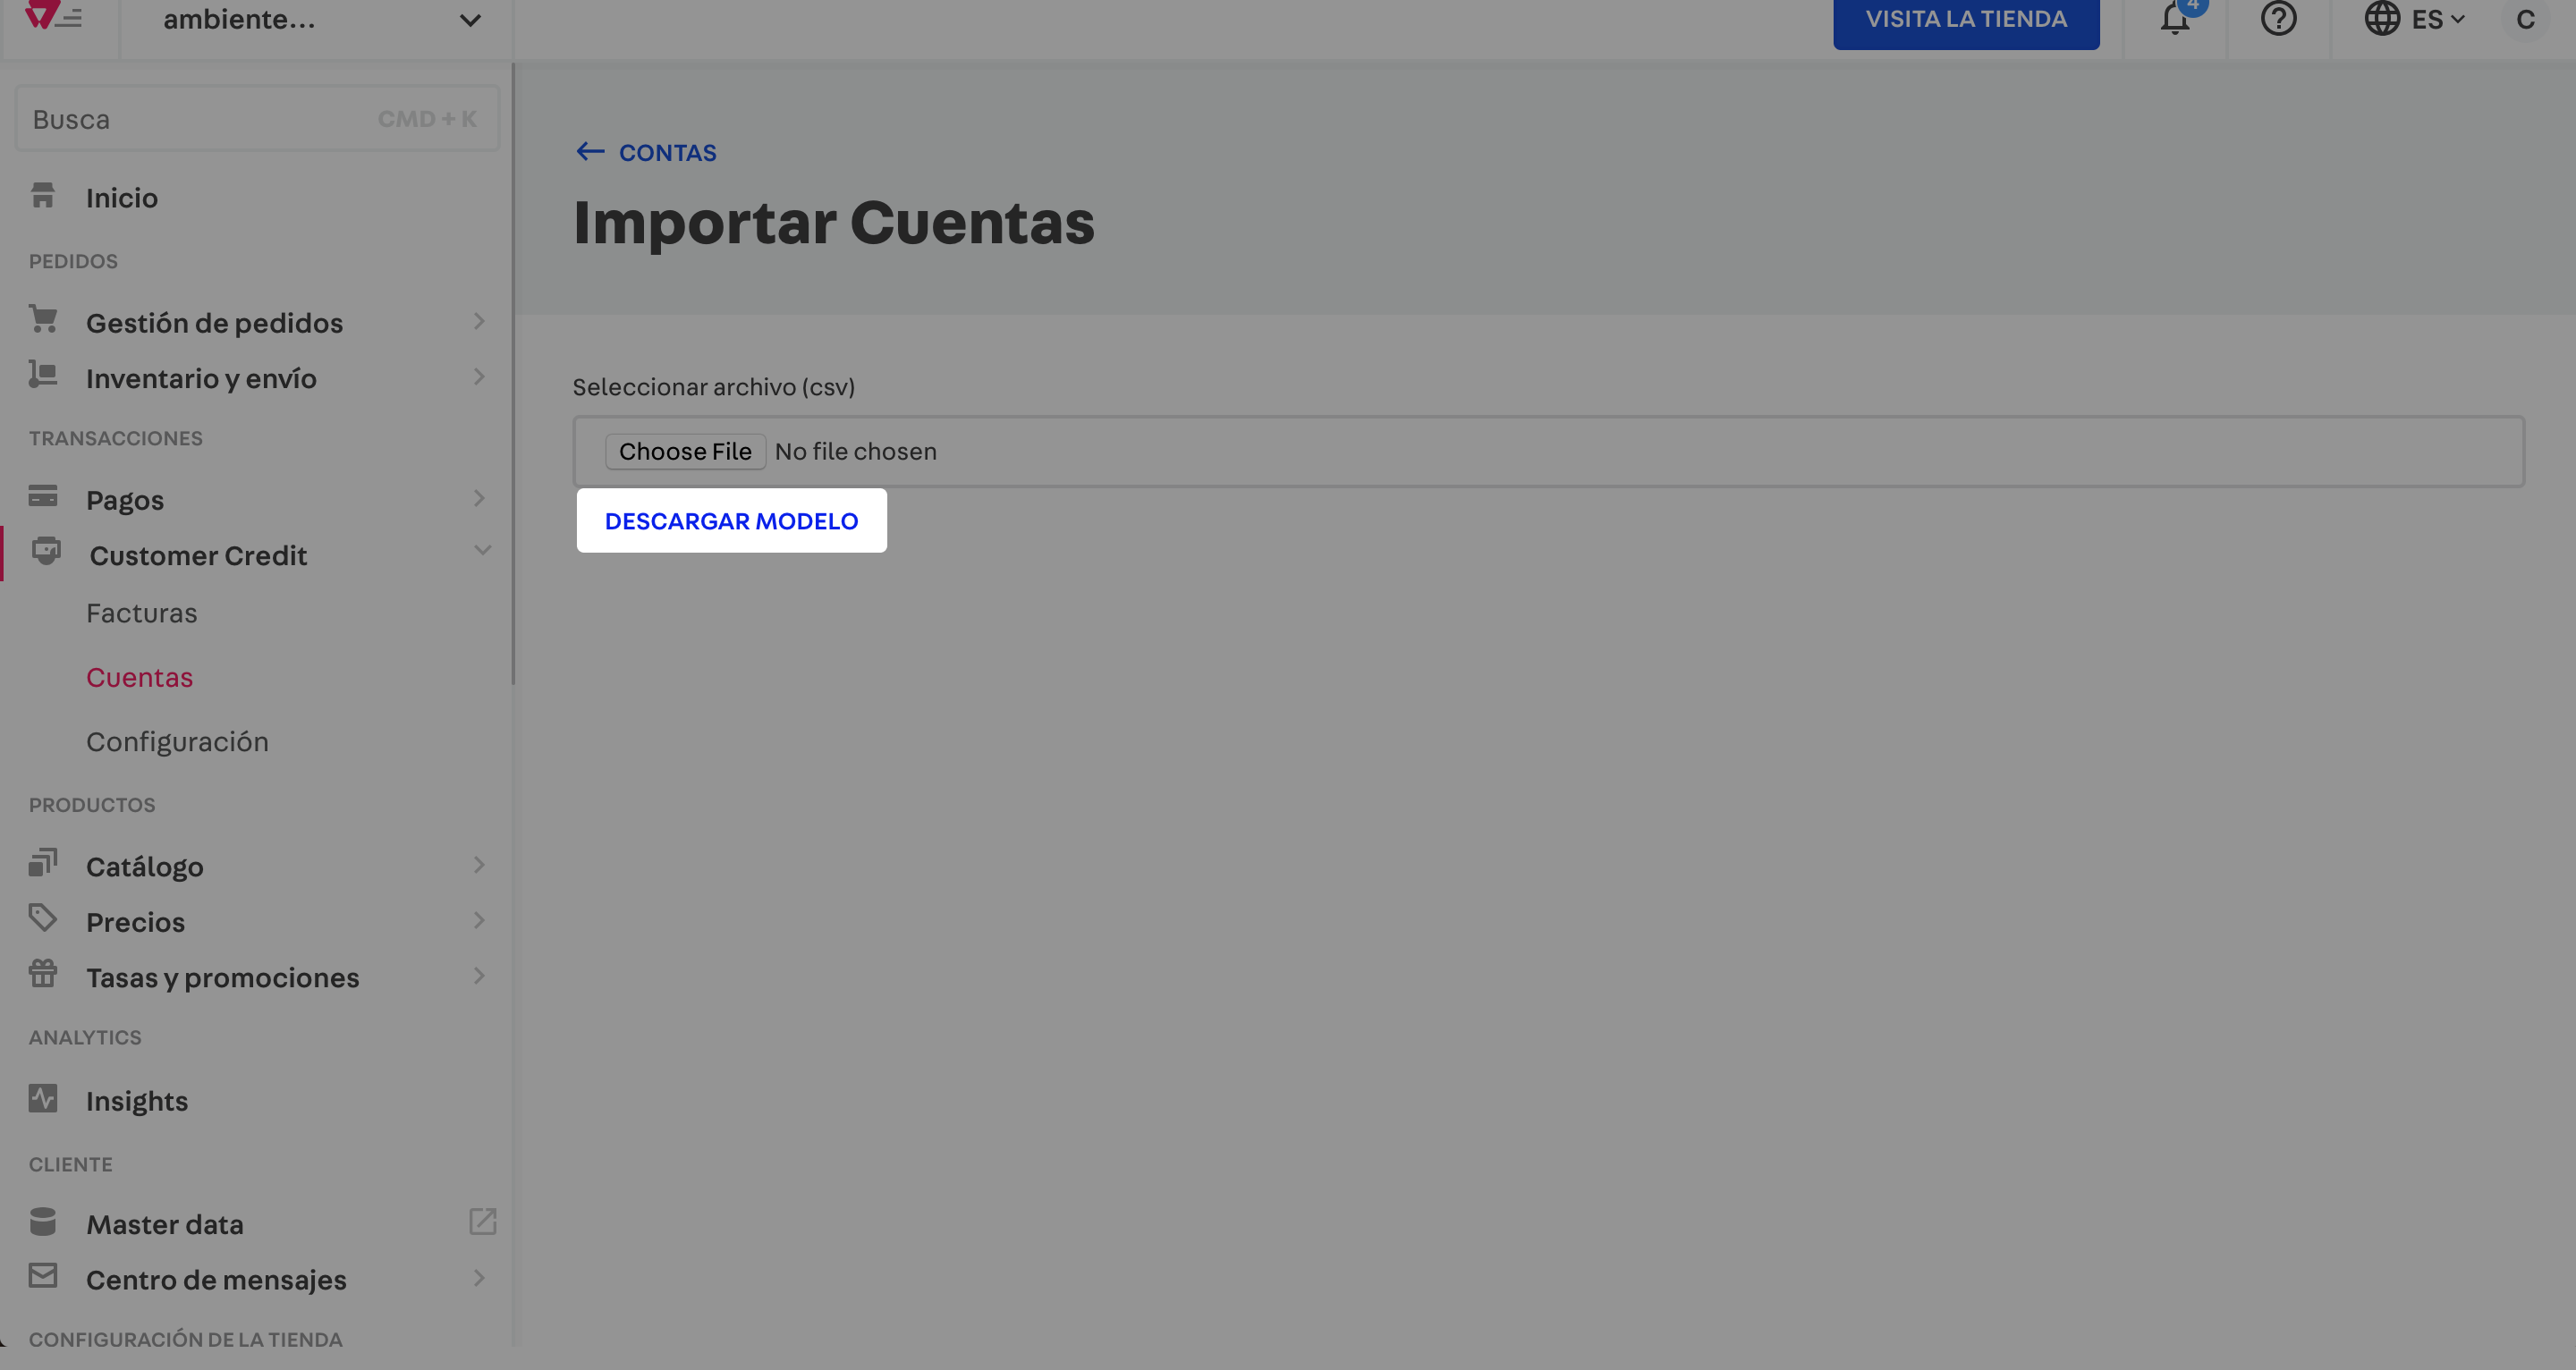 ambiente...
VISITA LA TIENDA
4
ES
C
Busca
CMD + K
Inicio
PEDIDOS
Gestión de pedidos
Inventario y envío
TRANSACCIONES
Pagos
Customer Credit
Facturas
Cuentas
Configuración
PRODUCTOS
Catálogo
Precios
Tasas y promociones
ANALYTICS
Insights
CLIENTE
Master data
Centro de mensajes
CONFIGURACIÓN DE LA TIENDA
← CONTAS
Importar Cuentas
Seleccionar archivo (csv)
Choose File No file chosen
DESCARGAR MODELO